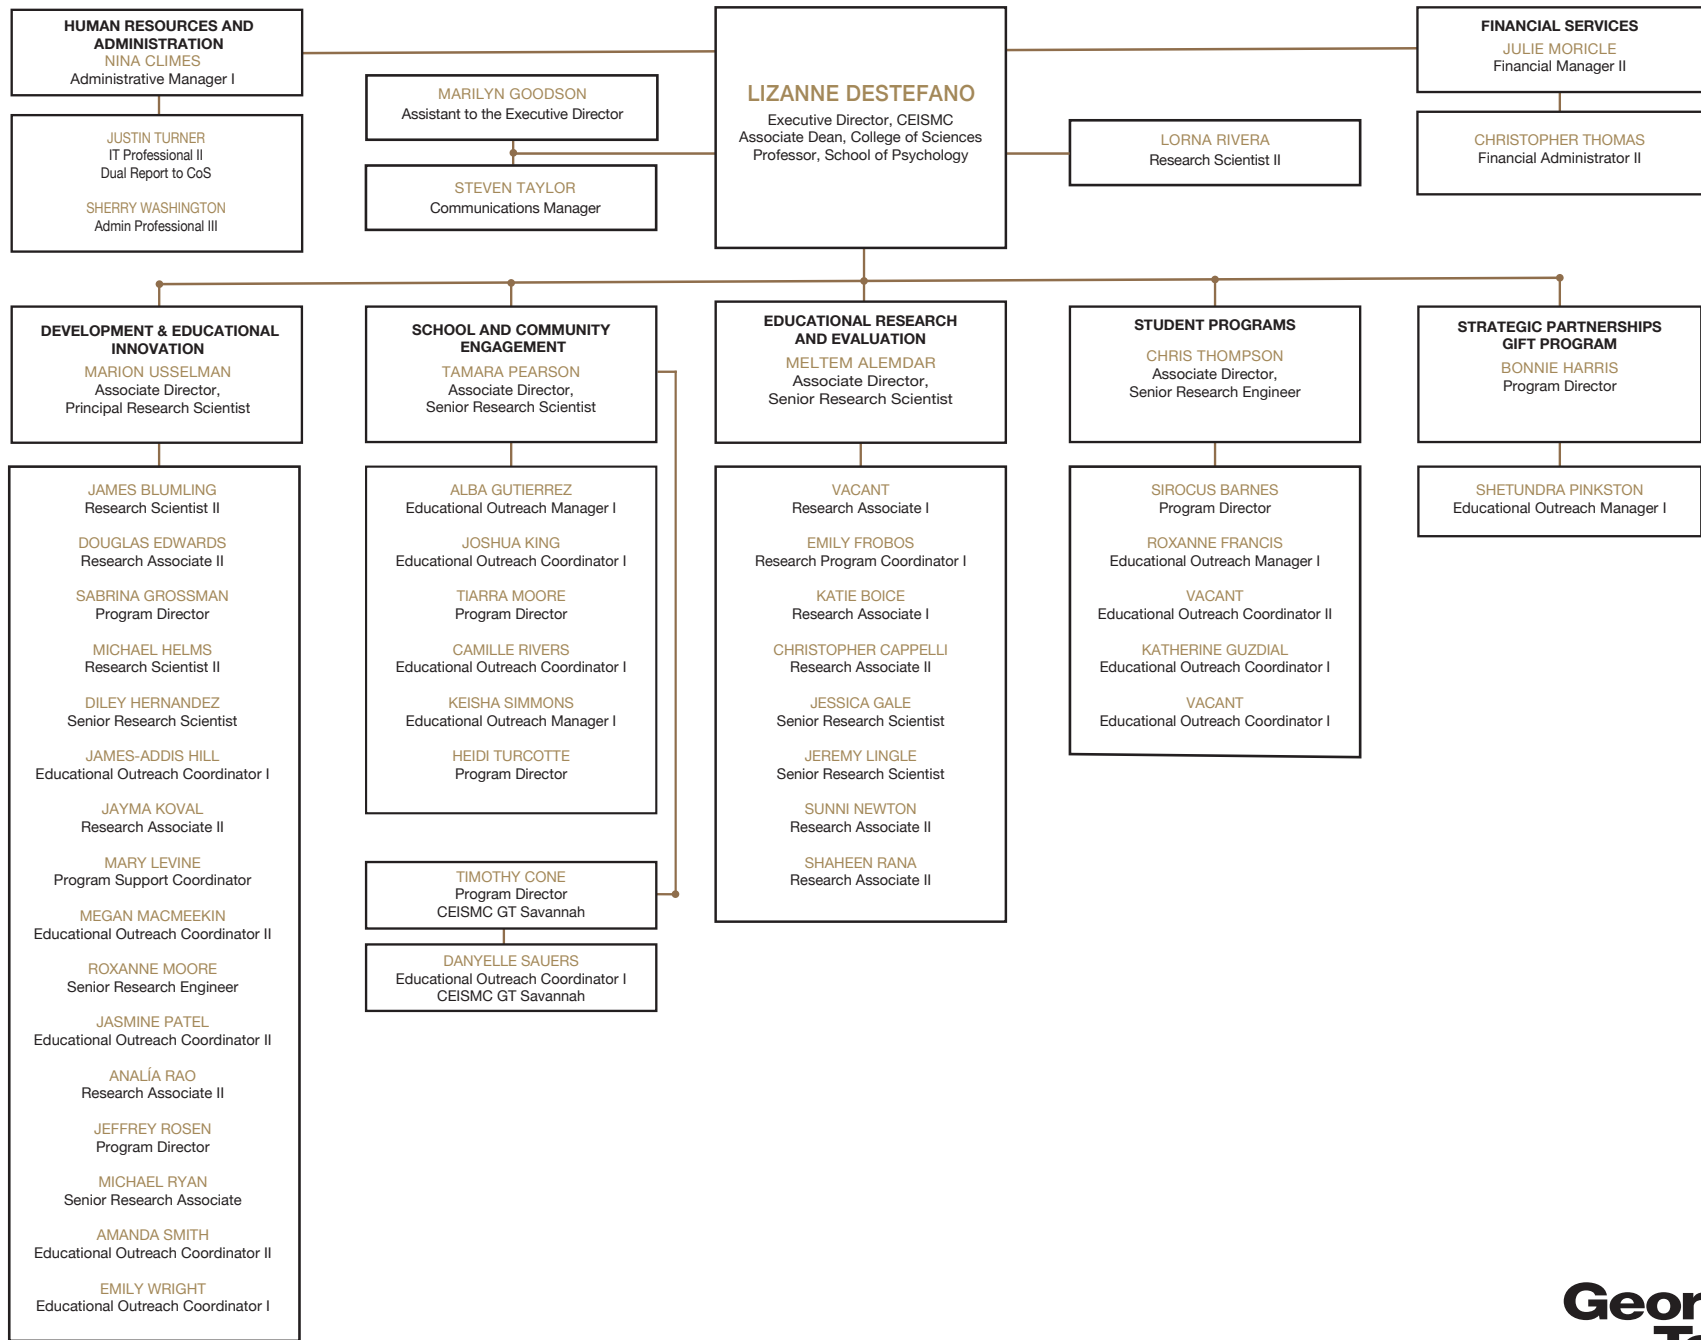 HUMAN RESOURCES AND
ADMINISTRATION
NINA CLIMES
Administrative Manager I
JUSTIN TURNER
IT Professional II
Dual Report to CoS
SHERRY WASHINGTON
Admin Professional III
MARILYN GOODSON
Assistant to the Executive Director
STEVEN TAYLOR
Communications Manager
LIZANNE DESTEFANO
Executive Director, CEISMC
Associate Dean, College of Sciences
Professor, School of Psychology
LORNA RIVERA
Research Scientist II
FINANCIAL SERVICES
JULIE MORICLE
Financial Manager II
CHRISTOPHER THOMAS
Financial Administrator II
DEVELOPMENT & EDUCATIONAL
INNOVATION
MARION USSELMAN
Associate Director,
Principal Research Scientist
JAMES BLUMLING
Research Scientist II
DOUGLAS EDWARDS
Research Associate II
SABRINA GROSSMAN
Program Director
MICHAEL HELMS
Research Scientist II
DILEY HERNANDEZ
Senior Research Scientist
JAMES-ADDIS HILL
Educational Outreach Coordinator I
JAYMA KOVAL
Research Associate II
MARY LEVINE
Program Support Coordinator
MEGAN MACMEEKIN
Educational Outreach Coordinator II
ROXANNE MOORE
Senior Research Engineer
JASMINE PATEL
Educational Outreach Coordinator II
ANALÍA RAO
Research Associate II
JEFFREY ROSEN
Program Director
MICHAEL RYAN
Senior Research Associate
AMANDA SMITH
Educational Outreach Coordinator II
EMILY WRIGHT
Educational Outreach Coordinator I
SCHOOL AND COMMUNITY
ENGAGEMENT
TAMARA PEARSON
Associate Director,
Senior Research Scientist
ALBA GUTIERREZ
Educational Outreach Manager I
JOSHUA KING
Educational Outreach Coordinator I
TIARRA MOORE
Program Director
CAMILLE RIVERS
Educational Outreach Coordinator I
KEISHA SIMMONS
Educational Outreach Manager I
HEIDI TURCOTTE
Program Director
TIMOTHY CONE
Program Director
CEISMC GT Savannah
DANYELLE SAUERS
Educational Outreach Coordinator I
CEISMC GT Savannah
EDUCATIONAL RESEARCH
AND EVALUATION
MELTEM ALEMDAR
Associate Director,
Senior Research Scientist
VACANT
Research Associate I
EMILY FROBOS
Research Program Coordinator I
KATIE BOICE
Research Associate I
CHRISTOPHER CAPPELLI
Research Associate II
JESSICA GALE
Senior Research Scientist
JEREMY LINGLE
Senior Research Scientist
SUNNI NEWTON
Research Associate II
SHAHEEN RANA
Research Associate II
STUDENT PROGRAMS
CHRIS THOMPSON
Associate Director,
Senior Research Engineer
SIROCUS BARNES
Program Director
ROXANNE FRANCIS
Educational Outreach Manager I
VACANT
Educational Outreach Coordinator II
KATHERINE GUZDIAL
Educational Outreach Coordinator I
VACANT
Educational Outreach Coordinator I
STRATEGIC PARTNERSHIPS
GIFT PROGRAM
BONNIE HARRIS
Program Director
SHETUNDRA PINKSTON
Educational Outreach Manager I